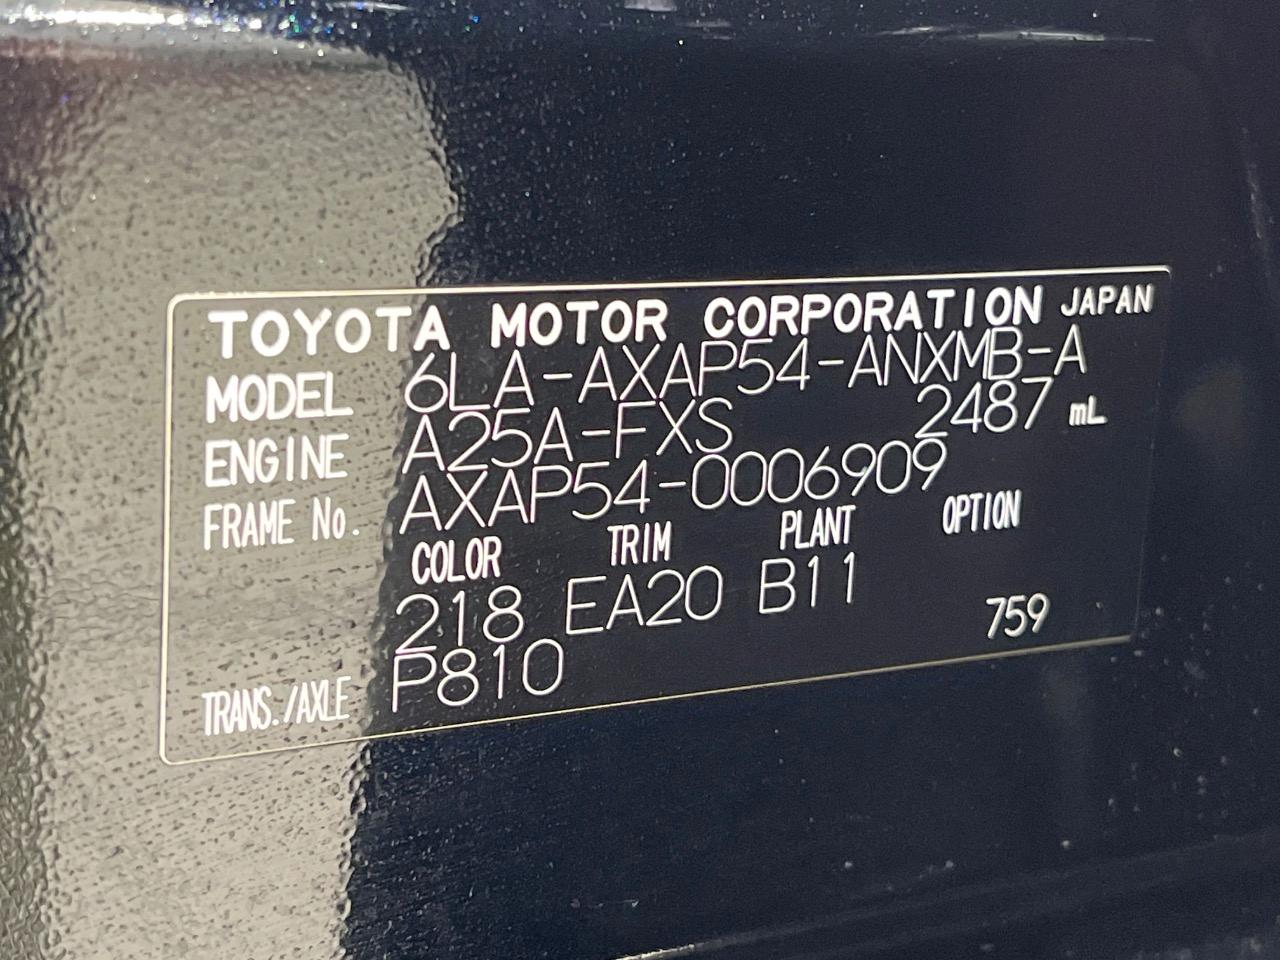 TOYOTA MOTOR CORPORATION JAPAN
MODEL 6LA-AXAP54-ANXMB-A
ENGINE A25A-FXS 2487 mL
FRAME No. AXAP54-0006909
COLOR TRIM PLANT OPTION
218 EA20 B11
TRANS./AXLE P810 759